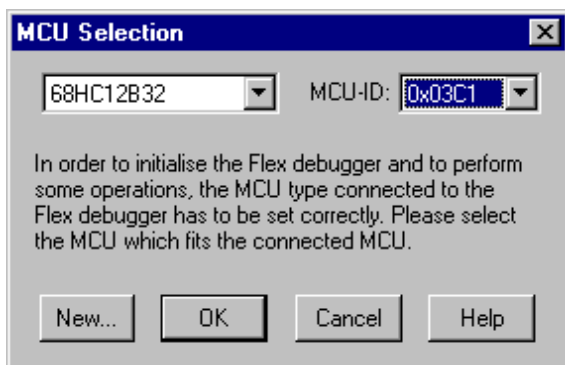 MCU Selection
68HC12B32 MCU-ID: 0x03C1
In order to initialise the Flex debugger and to perform
some operations, the MCU type connected to the
Flex debugger has to be set correctly. Please select
the MCU which fits the connected MCU.
New... OK Cancel Help